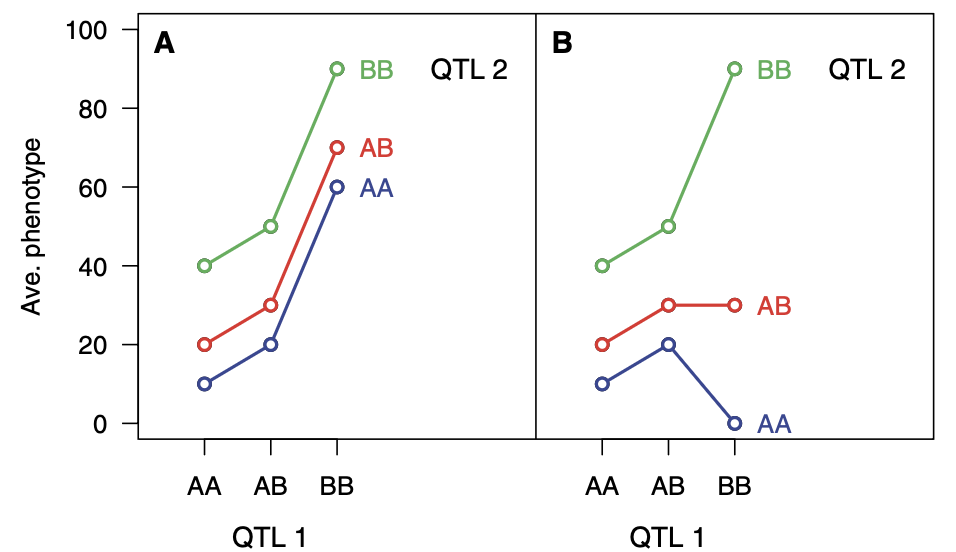 A
B
Ave. phenotype
100
80
60
40
20
0
BB
QTL 2
AB
AA
BB
QTL 2
AB
AA
AA AB BB
AA AB BB
QTL 1
QTL 1